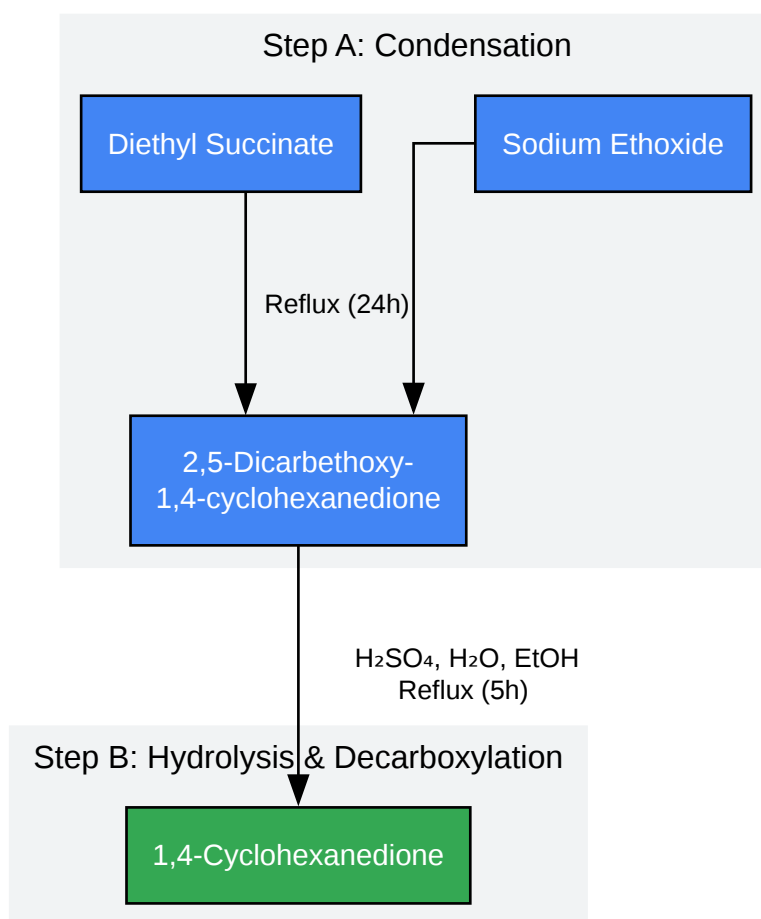 Step A: Condensation
Diethyl Succinate
Sodium Ethoxide
Reflux (24h)
2,5-Dicarbethoxy-
1,4-cyclohexanedione
H₂SO₄, H₂O, EtOH
Reflux (5h)
Step B: Hydrolysis & Decarboxylation
1,4-Cyclohexanedione